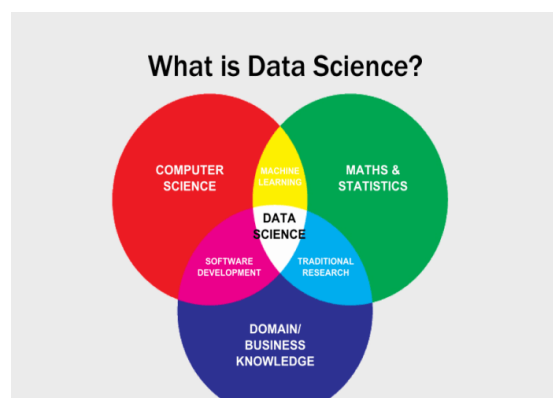 What is Data Science?
COMPUTER
SCIENCE
MACHINE
LEARNING
MATHS &
STATISTICS
DATA
SCIENCE
SOFTWARE
DEVELOPMENT
TRADITIONAL
RESEARCH
DOMAIN/
BUSINESS
KNOWLEDGE